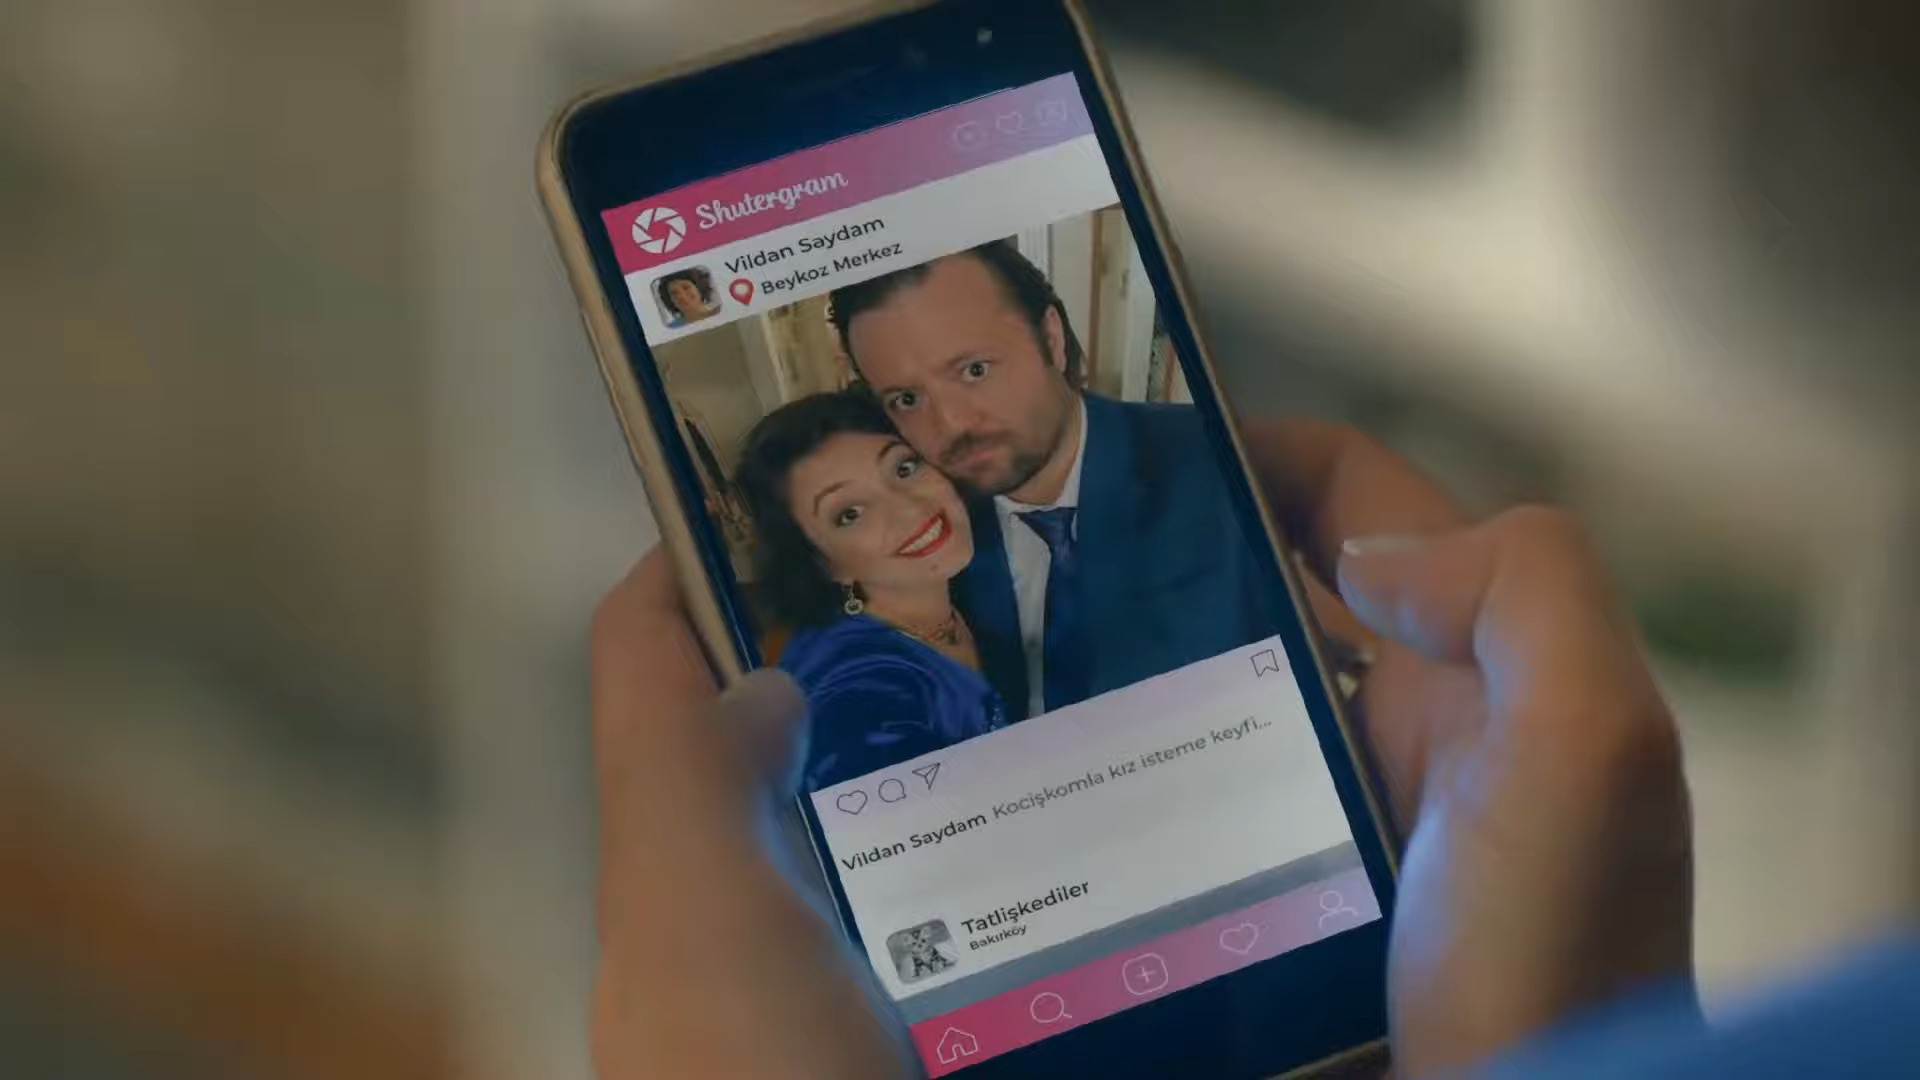 Shutergram
Vildan Saydam
Beykoz Merkez
Vildan Saydam Kocişkomla kız isteme keyfi...
Tatlişkediler
Bakırköy